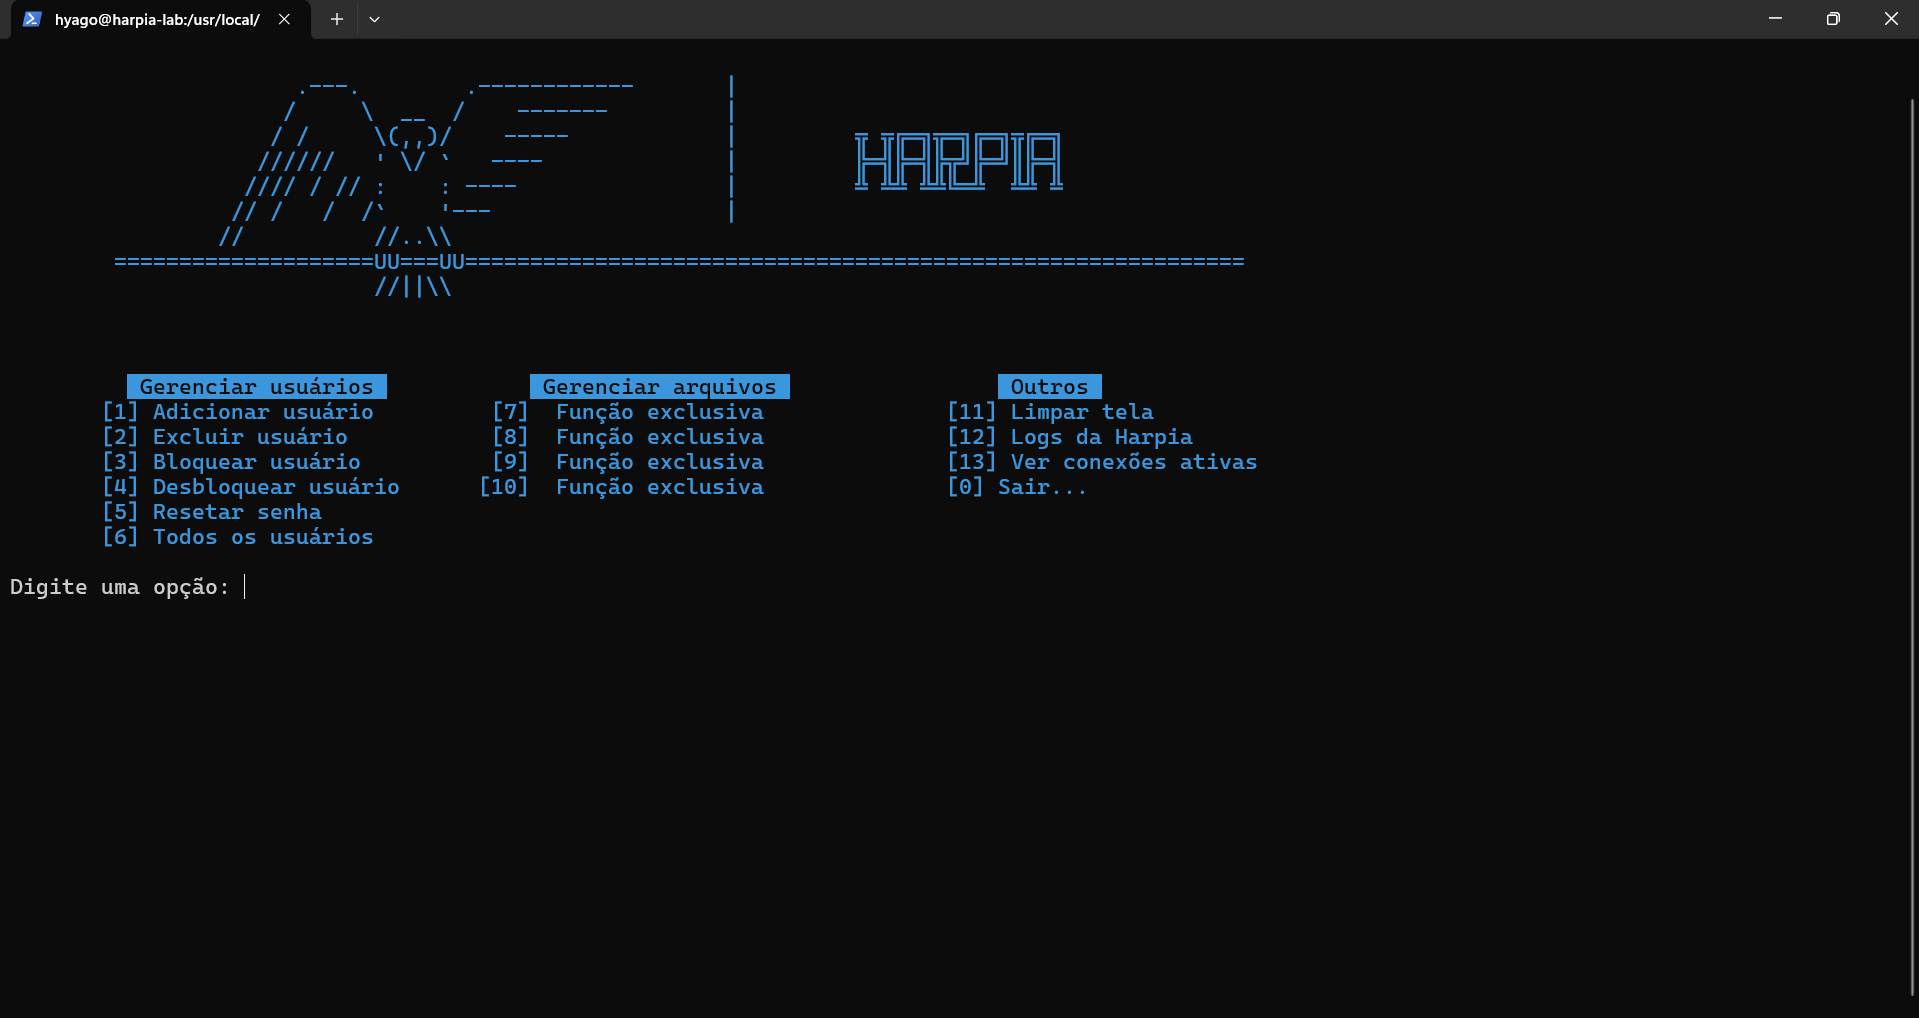 hyago@harpia-lab:/usr/local/
HARPIA
Gerenciar usuários
[1] Adicionar usuário
[2] Excluir usuário
[3] Bloquear usuário
[4] Desbloquear usuário
[5] Resetar senha
[6] Todos os usuários
Gerenciar arquivos
[7] Função exclusiva
[8] Função exclusiva
[9] Função exclusiva
[10] Função exclusiva
Outros
[11] Limpar tela
[12] Logs da Harpia
[13] Ver conexões ativas
[0] Sair...
Digite uma opção: